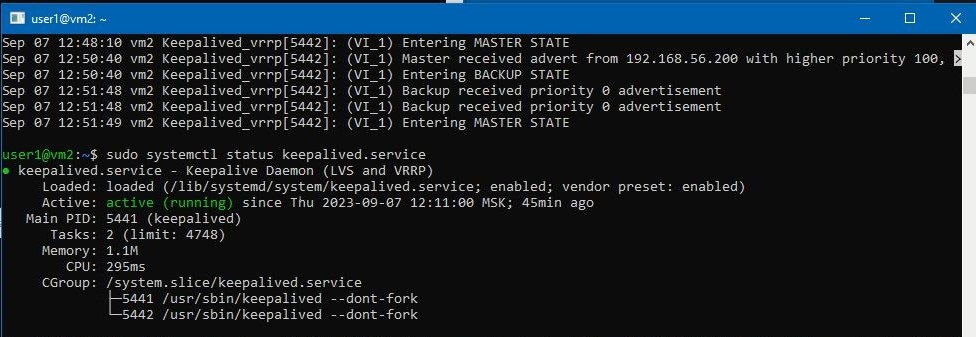 user1@vm2: ~
Sep 07 12:48:10 vm2 Keepalived_vrrp[5442]: (VI_1) Entering MASTER STATE
Sep 07 12:50:40 vm2 Keepalived_vrrp[5442]: (VI_1) Master received advert from 192.168.56.200 with higher priority 100, >
Sep 07 12:50:40 vm2 Keepalived_vrrp[5442]: (VI_1) Entering BACKUP STATE
Sep 07 12:51:48 vm2 Keepalived_vrrp[5442]: (VI_1) Backup received priority 0 advertisement
Sep 07 12:51:48 vm2 Keepalived_vrrp[5442]: (VI_1) Backup received priority 0 advertisement
Sep 07 12:51:49 vm2 Keepalived_vrrp[5442]: (VI_1) Entering MASTER STATE
user1@vm2:~$ sudo systemctl status keepalived.service
● keepalived.service - Keepalive Daemon (LVS and VRRP)
Loaded: loaded (/lib/systemd/system/keepalived.service; enabled; vendor preset: enabled)
Active: active (running) since Thu 2023-09-07 12:11:00 MSK; 45min ago
Main PID: 5441 (keepalived)
Tasks: 2 (limit: 4748)
Memory: 1.1M
CPU: 295ms
CGroup: /system.slice/keepalived.service
├─5441 /usr/sbin/keepalived --dont-fork
└─5442 /usr/sbin/keepalived --dont-fork